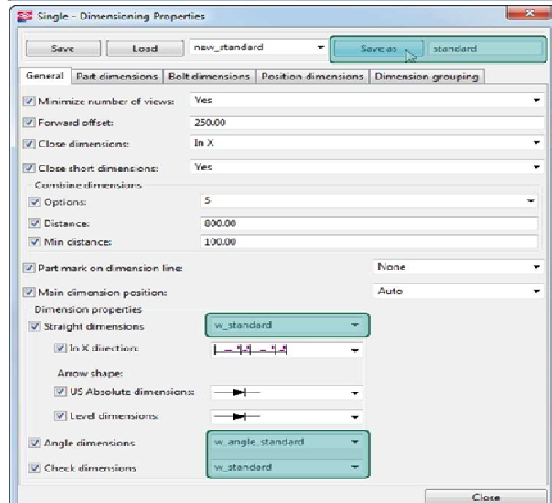 Single - Dimensioning Properties
Save Load new_standard Save as standard
General Part dimensions Bolt dimensions Position dimensions Dimension grouping
Minimize number of views: Yes
Forward offset: 250.00
Close dimensions: In X
Close short dimensions: Yes
Combine dimensions
Options: 5
Distance: 800.00
Min distance: 100.00
Part mark on dimension line: None
Main dimension position: Auto
Dimension properties
Straight dimensions w_standard
In X direction:
Arrow shape:
US Absolute dimensions:
Level dimensions:
Angle dimensions w_angle_standard
Check dimensions w_standard
Close